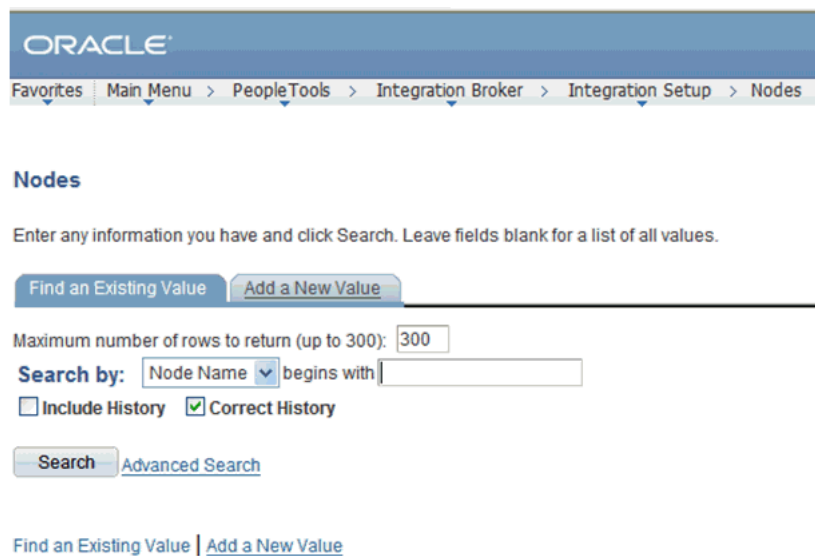 ORACLE
Favorites Main Menu > PeopleTools > Integration Broker > Integration Setup > Nodes
Nodes
Enter any information you have and click Search. Leave fields blank for a list of all values.
Find an Existing Value Add a New Value
Maximum number of rows to return (up to 300): 300
Search by: Node Name begins with
Include History Correct History
Search Advanced Search
Find an Existing Value | Add a New Value